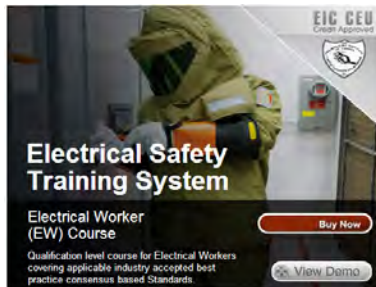 EIC CEU
Credit Approved
Electrical Safety
Training System
Electrical Worker
(EW) Course
Buy Now
Qualification level course for Electrical Workers
covering applicable industry accepted best
practice consensus based Standards.
View Demo